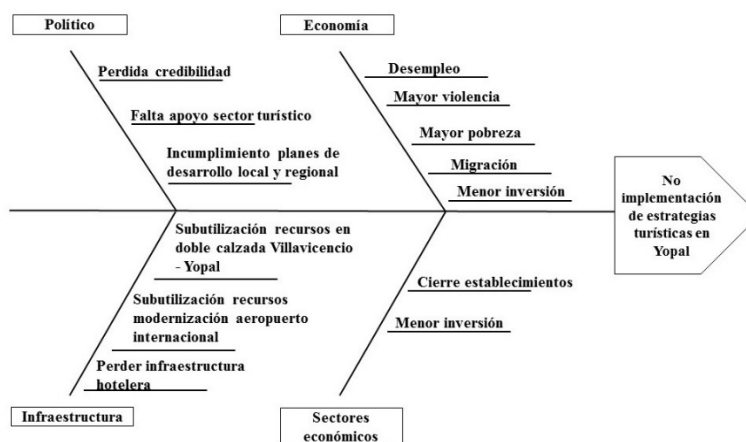 Político
Economía
Perdida credibilidad
Falta apoyo sector turístico
Incumplimiento planes de
desarrollo local y regional
Desempleo
Mayor violencia
Mayor pobreza
Migración
Menor inversión
No
implementación
de estrategias
turísticas en
Yopal
Subutilización recursos en
doble calzada Villavicencio
- Yopal
Subutilización recursos
modernización aeropuerto
internacional
Perder infraestructura
hotelera
Cierre establecimientos
Menor inversión
Infraestructura
Sectores
económicos